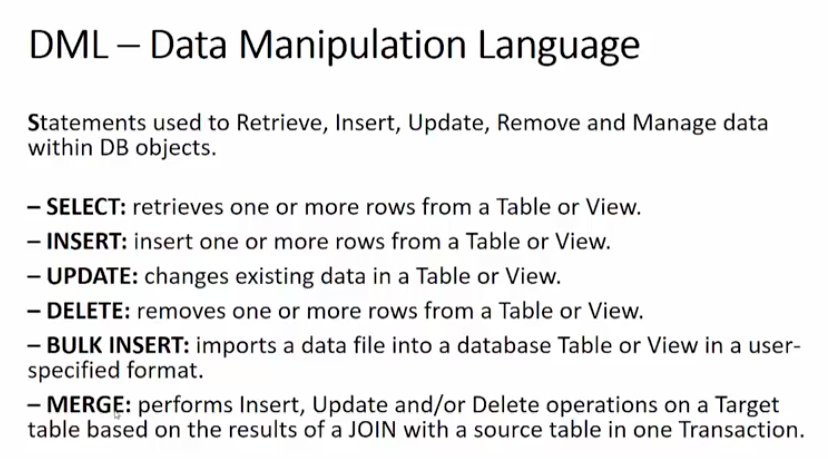 DML – Data Manipulation Language
Statements used to Retrieve, Insert, Update, Remove and Manage data
within DB objects.
– SELECT: retrieves one or more rows from a Table or View.
– INSERT: insert one or more rows from a Table or View.
– UPDATE: changes existing data in a Table or View.
– DELETE: removes one or more rows from a Table or View.
– BULK INSERT: imports a data file into a database Table or View in a user-
specified format.
– MERGE: performs Insert, Update and/or Delete operations on a Target
table based on the results of a JOIN with a source table in one Transaction.